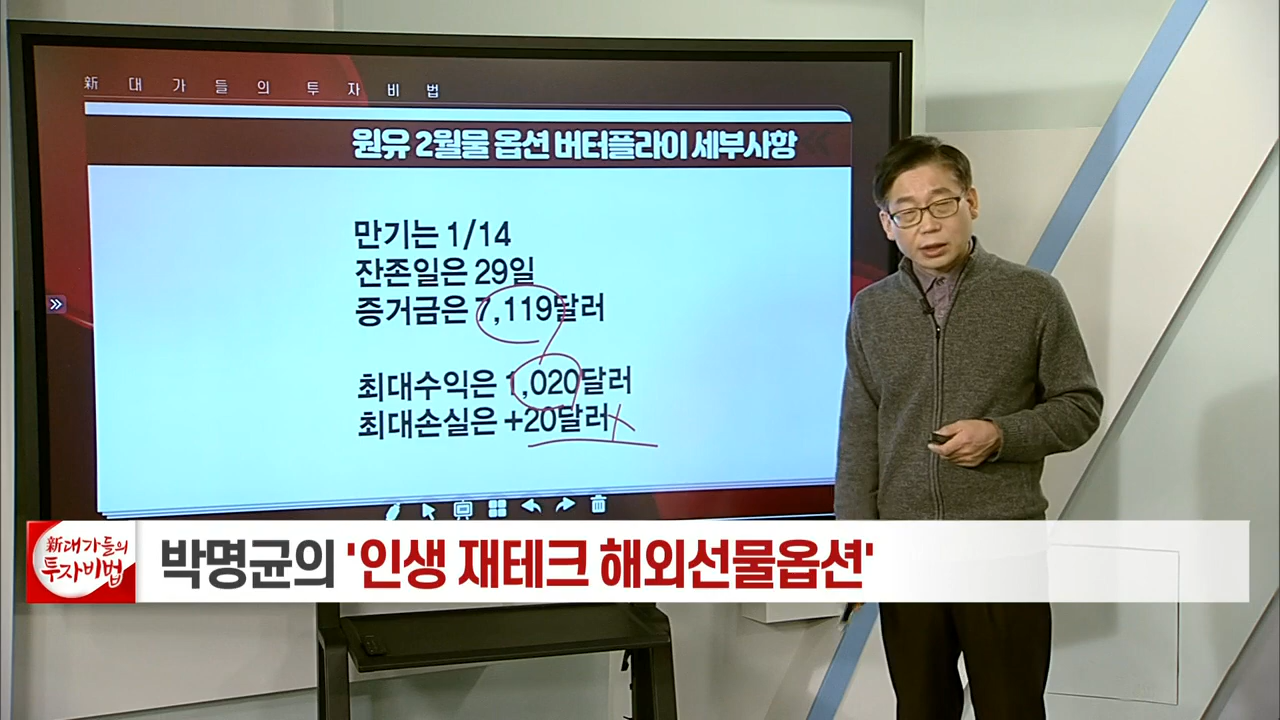 新 대 가 들 의 투 자 비 법
원유 2월물 옵션 버터플라이 세부사항
만기는 1/14
잔존일은 29일
증거금은 7,119달러
최대수익은 1,020달러
최대손실은 +20달러
新대가들의
투자비법
박명균의 '인생 재테크 해외선물옵션'